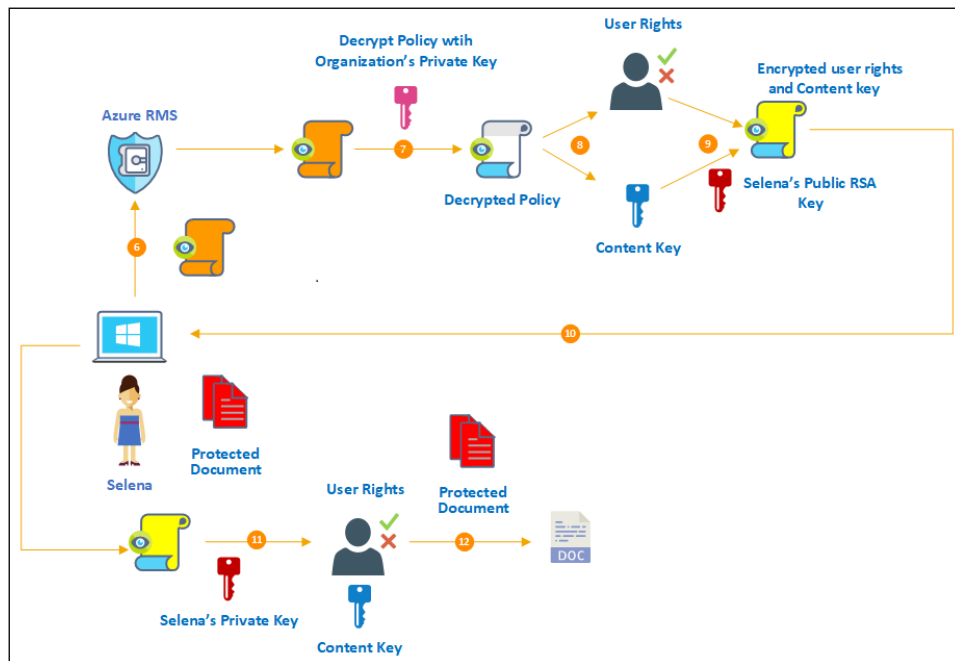 User Rights
Decrypt Policy wtih
Organization's Private Key
Encrypted user rights
and Content key
Azure RMS
7
8
9
Decrypted Policy
Selena's Public RSA
Key
Content Key
6
10
Protected
Document
Selena
User Rights
Protected
Document
11
12
DOC
Selena's Private Key
Content Key